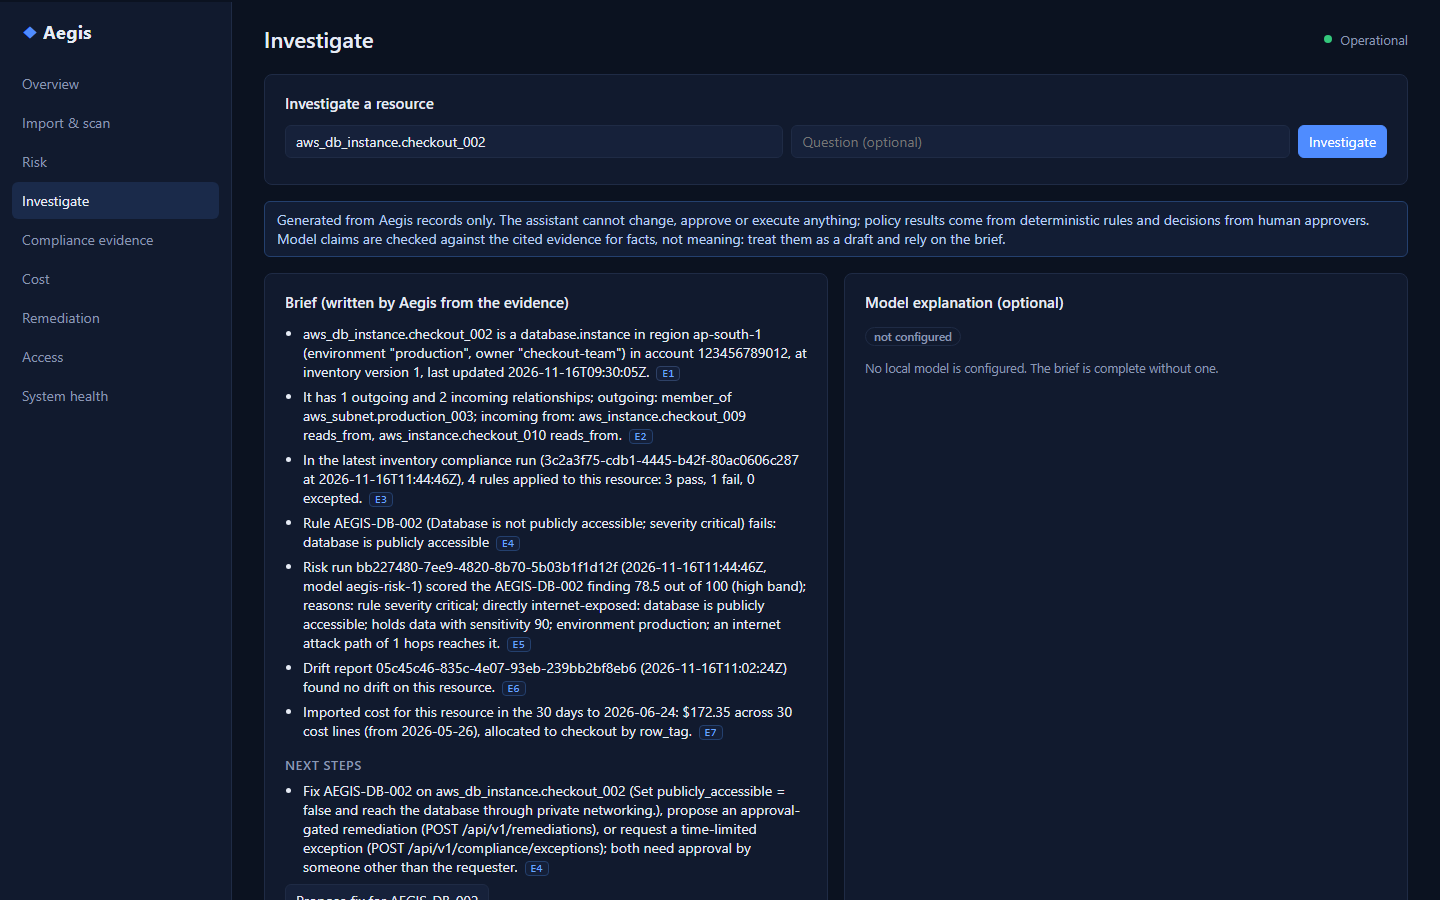 Aegis
Overview
Import & scan
Risk
Investigate
Compliance evidence
Cost
Remediation
Access
System health
Investigate
Operational
Investigate a resource
aws_db_instance.checkout_002
Question (optional)
Investigate
Generated from Aegis records only. The assistant cannot change, approve or execute anything; policy results come from deterministic rules and decisions from human approvers.
Model claims are checked against the cited evidence for facts, not meaning: treat them as a draft and rely on the brief.
Brief (written by Aegis from the evidence)
• aws_db_instance.checkout_002 is a database.instance in region ap-south-1
(environment "production", owner "checkout-team") in account 123456789012, at
inventory version 1, last updated 2026-11-16T09:30:05Z. E1
• It has 1 outgoing and 2 incoming relationships; outgoing: member_of
aws_subnet.production_003; incoming from: aws_instance.checkout_009
reads_from, aws_instance.checkout_010 reads_from. E2
• In the latest inventory compliance run (3c2a3f75-cdb1-4445-b42f-80ac0606c287
at 2026-11-16T11:44:46Z), 4 rules applied to this resource: 3 pass, 1 fail, 0
excepted. E3
• Rule AEGIS-DB-002 (Database is not publicly accessible; severity critical) fails:
database is publicly accessible E4
• Risk run bb227480-7ee9-4820-8b70-5b03b1f1d12f (2026-11-16T11:44:46Z,
model aegis-risk-1) scored the AEGIS-DB-002 finding 78.5 out of 100 (high band);
reasons: rule severity critical; directly internet-exposed: database is publicly
accessible; holds data with sensitivity 90; environment production; an internet
attack path of 1 hops reaches it. E5
• Drift report 05c45c46-835c-4e07-93eb-239bb2bf8eb6 (2026-11-16T11:02:24Z)
found no drift on this resource. E6
• Imported cost for this resource in the 30 days to 2026-06-24: $172.35 across 30
cost lines (from 2026-05-26), allocated to checkout by row_tag. E7
NEXT STEPS
• Fix AEGIS-DB-002 on aws_db_instance.checkout_002 (Set publicly_accessible =
false and reach the database through private networking.), propose an approval-
gated remediation (POST /api/v1/remediations), or request a time-limited
exception (POST /api/v1/compliance/exceptions); both need approval by
someone other than the requester. E4
Propose fix for AEGIS-DB-002
Model explanation (optional)
not configured
No local model is configured. The brief is complete without one.